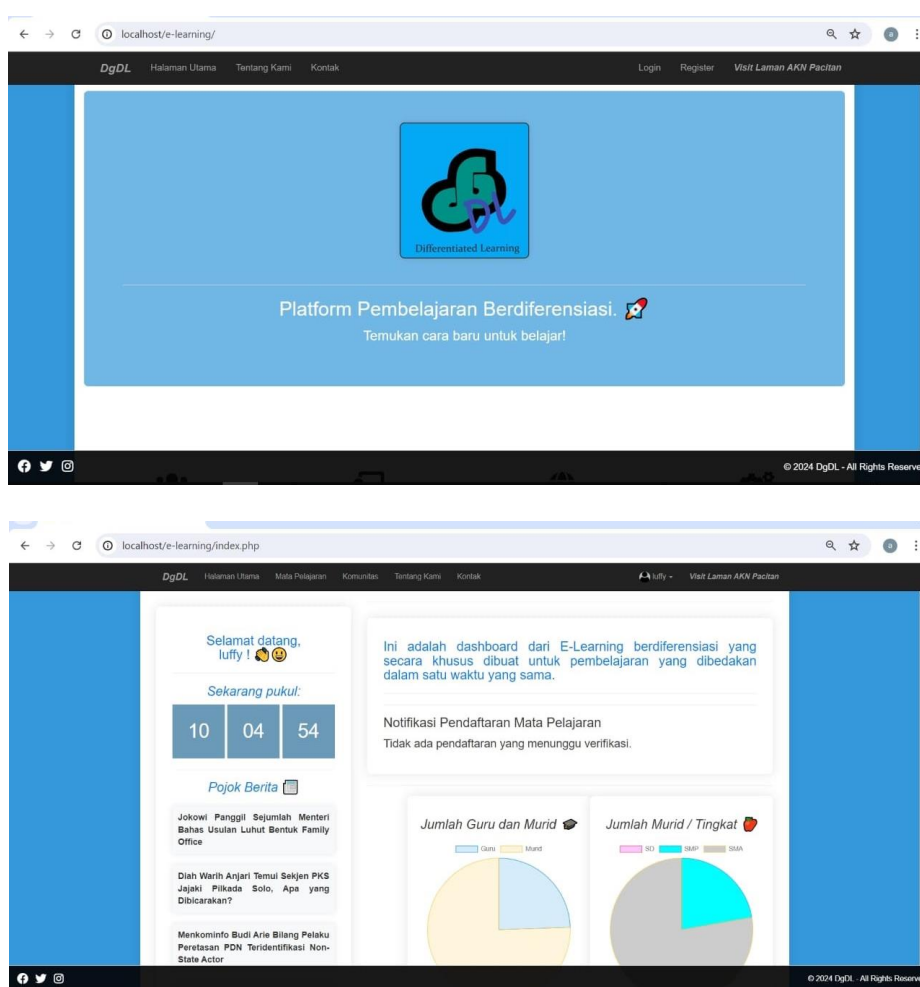 localhost/e-learning/
DgDL Halaman Utama Tentang Kami Kontak Login Register Visit Laman AKN Pacitan
DGDL
Differentiated Learning
Platform Pembelajaran Berdiferensiasi.
Temukan cara baru untuk belajar!
© 2024 DgDL - All Rights Reserve
localhost/e-learning/index.php
DgDL Halaman Utama Mata Pelajaran Komunitas Tentang Kami Kontak luffy Visit Laman AKN Pacitan
Selamat datang,
luffy !
Sekarang pukul:
10 04 54
Pojok Berita
Jokowi Panggil Sejumlah Menteri
Bahas Usulan Luhut Bentuk Family
Office
Diah Warih Anjari Temui Sekjen PKS
Jajaki Pilkada Solo, Apa yang
Dibicarakan?
Menkominfo Budi Arie Bilang Pelaku
Peretasan PDN Teridentifikasi Non-
State Actor
Ini adalah dashboard dari E-Learning berdiferensiasi yang
secara khusus dibuat untuk pembelajaran yang dibedakan
dalam satu waktu yang sama.
Notifikasi Pendaftaran Mata Pelajaran
Tidak ada pendaftaran yang menunggu verifikasi.
Jumlah Guru dan Murid
Guru Murid
Jumlah Murid / Tingkat
SD SMP SMA
© 2024 DgDL - All Rights Reserve